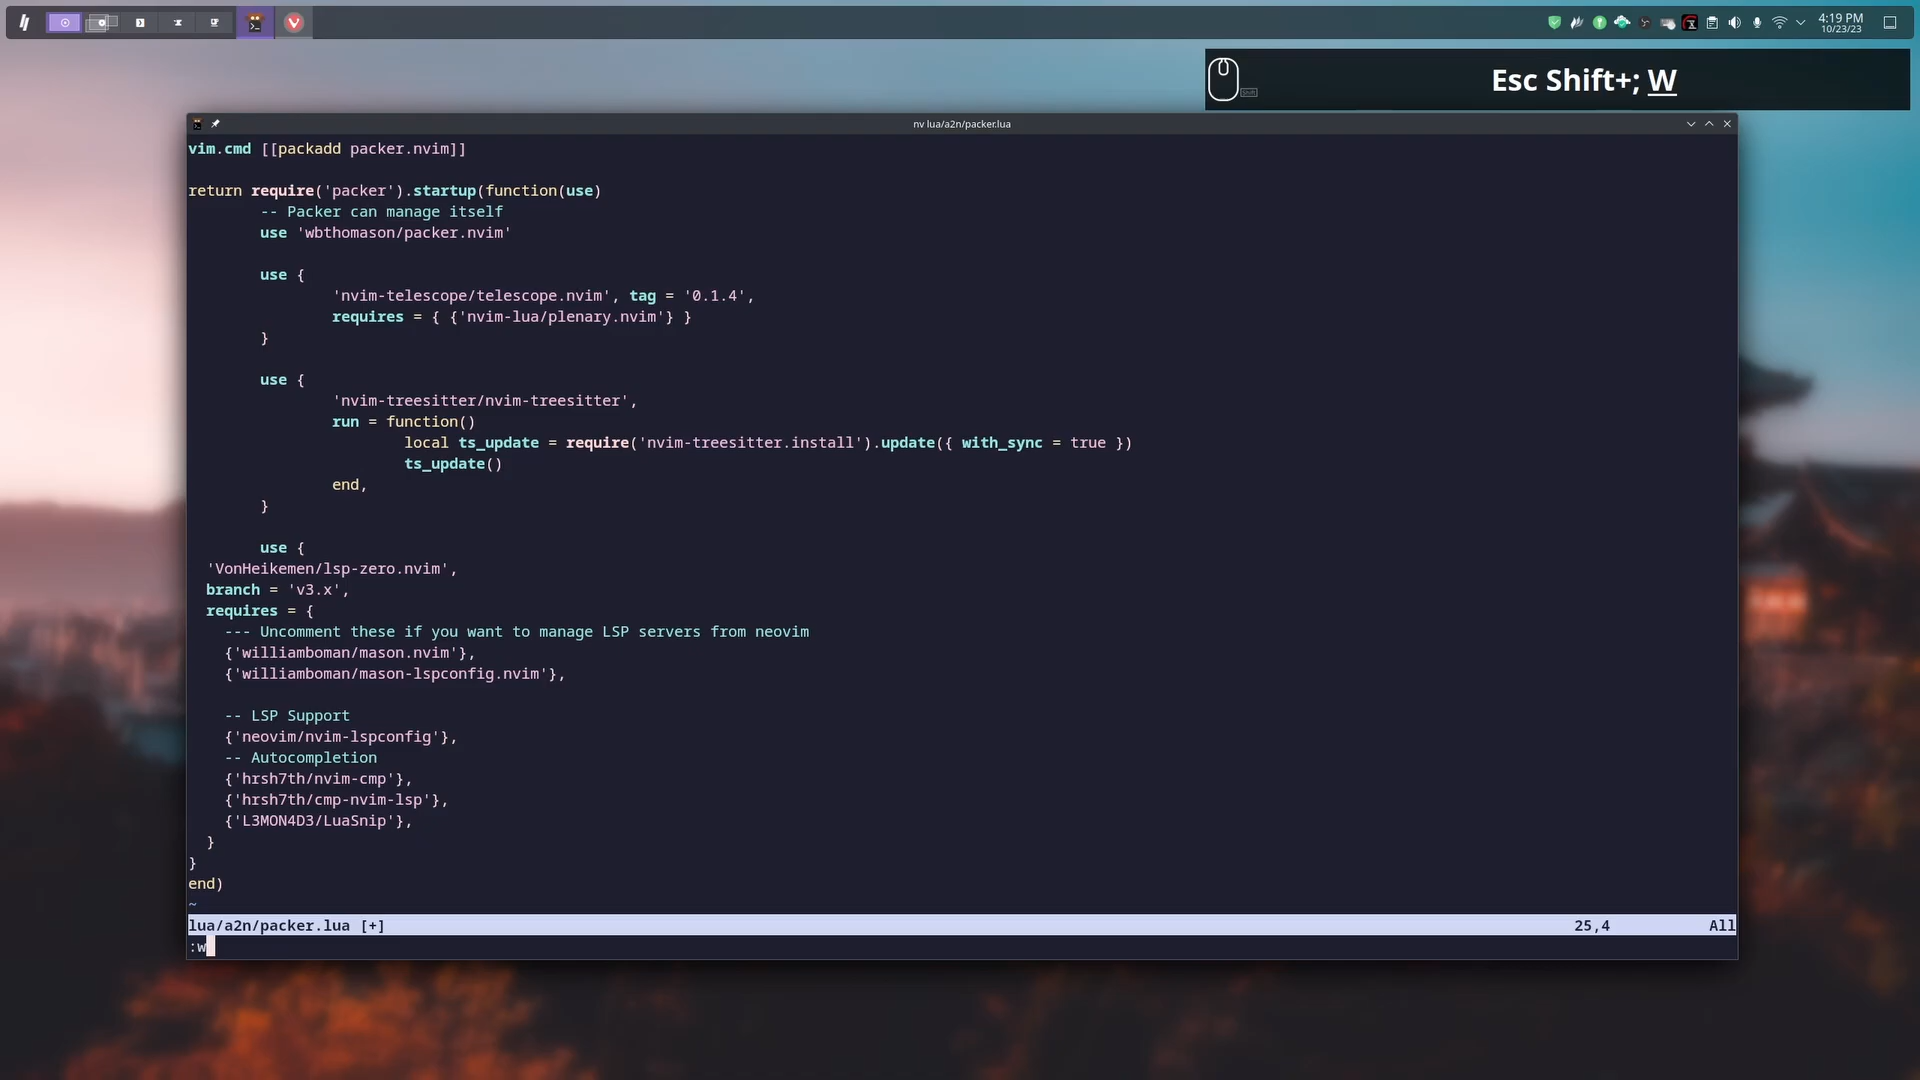 4:19 PM
10/23/23
Esc Shift+; W
nv lua/a2n/packer.lua
vim.cmd [[packadd packer.nvim]]
return require('packer').startup(function(use)
-- Packer can manage itself
use 'wbthomason/packer.nvim'
use {
'nvim-telescope/telescope.nvim', tag = '0.1.4',
requires = { {'nvim-lua/plenary.nvim'} }
}
use {
'nvim-treesitter/nvim-treesitter',
run = function()
local ts_update = require('nvim-treesitter.install').update({ with_sync = true })
ts_update()
end,
}
use {
'VonHeikemen/lsp-zero.nvim',
branch = 'v3.x',
requires = {
--- Uncomment these if you want to manage LSP servers from neovim
{'williamboman/mason.nvim'},
{'williamboman/mason-lspconfig.nvim'},
-- LSP Support
{'neovim/nvim-lspconfig'},
-- Autocompletion
{'hrsh7th/nvim-cmp'},
{'hrsh7th/cmp-nvim-lsp'},
{'L3MON4D3/LuaSnip'},
}
}
end)
~
lua/a2n/packer.lua [+] 25,4 All
:w